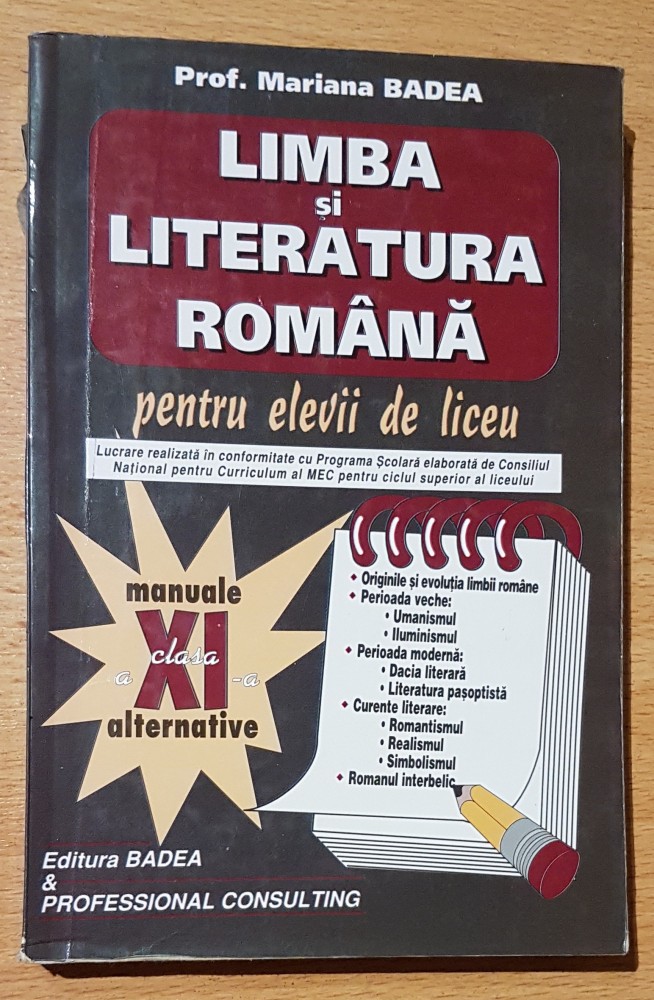 Prof. Mariana BADEA
LIMBA
și
LITERATURA
ROMÂNĂ
pentru elevii de liceu
Lucrare realizată în conformitate cu Programa Școlară elaborată de Consiliul
Național pentru Curriculum al MEC pentru ciclul superior al liceului
manuale
a XI clasa -a
alternative
• Originile și evoluția limbii române
• Perioada veche:
• Umanismul
• Iluminismul
• Perioada modernă:
• Dacia literară
• Literatura pașoptistă
• Curente literare:
• Romantismul
• Realismul
• Simbolismul
• Romanul interbelic
Editura BADEA
&
PROFESSIONAL CONSULTING